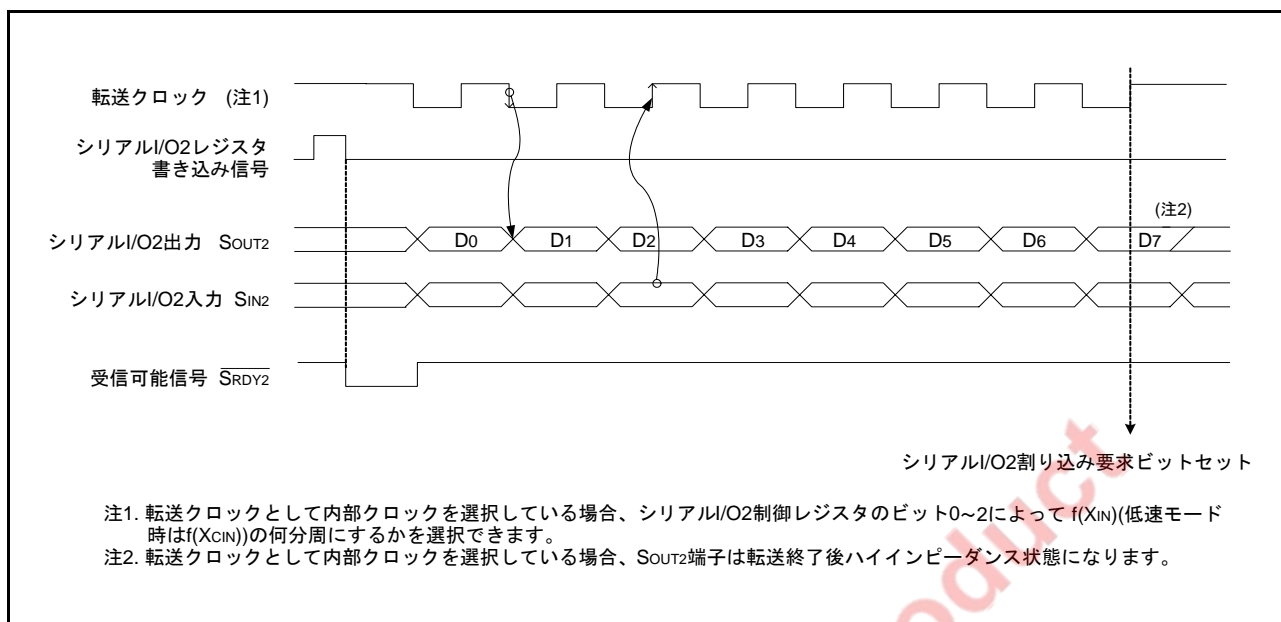 転送クロック (注1)
シリアルI/O2レジスタ
書き込み信号
(注2)
シリアルI/O2出力 SOUT2
D0 D1 D2 D3 D4 D5 D6 D7
シリアルI/O2入力 SIN2
受信可能信号 SRDY2
シリアルI/O2割り込み要求ビットセット
注1. 転送クロックとして内部クロックを選択している場合、シリアルI/O2制御レジスタのビット0~2によって f(XIN)(低速モード
時はf(XCIN))の何分周にするかを選択できます。
注2. 転送クロックとして内部クロックを選択している場合、SOUT2端子は転送終了後ハイインピーダンス状態になります。
oduct